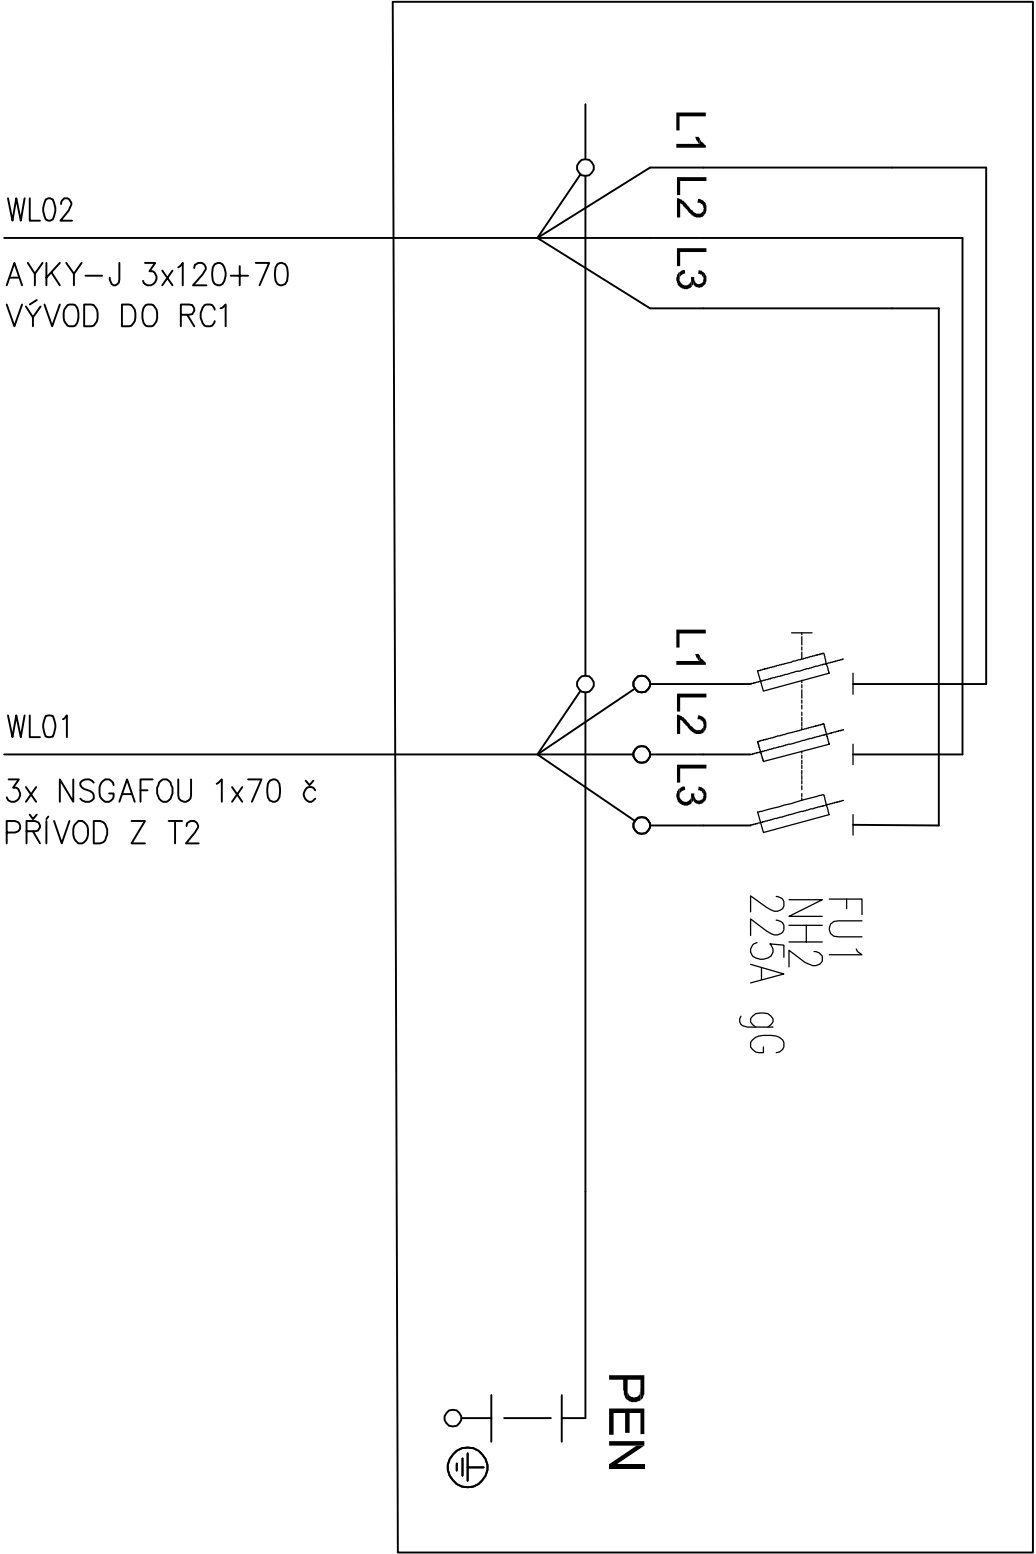 L1
L2
L3
WL02
AYKY-J 3x120+70
VÝVOD DO RC1
L1
L2
L3
WL01
3x NSGAFOU 1x70 č
PŘÍVOD Z T2
FU1
NH2
225A gG
PEN